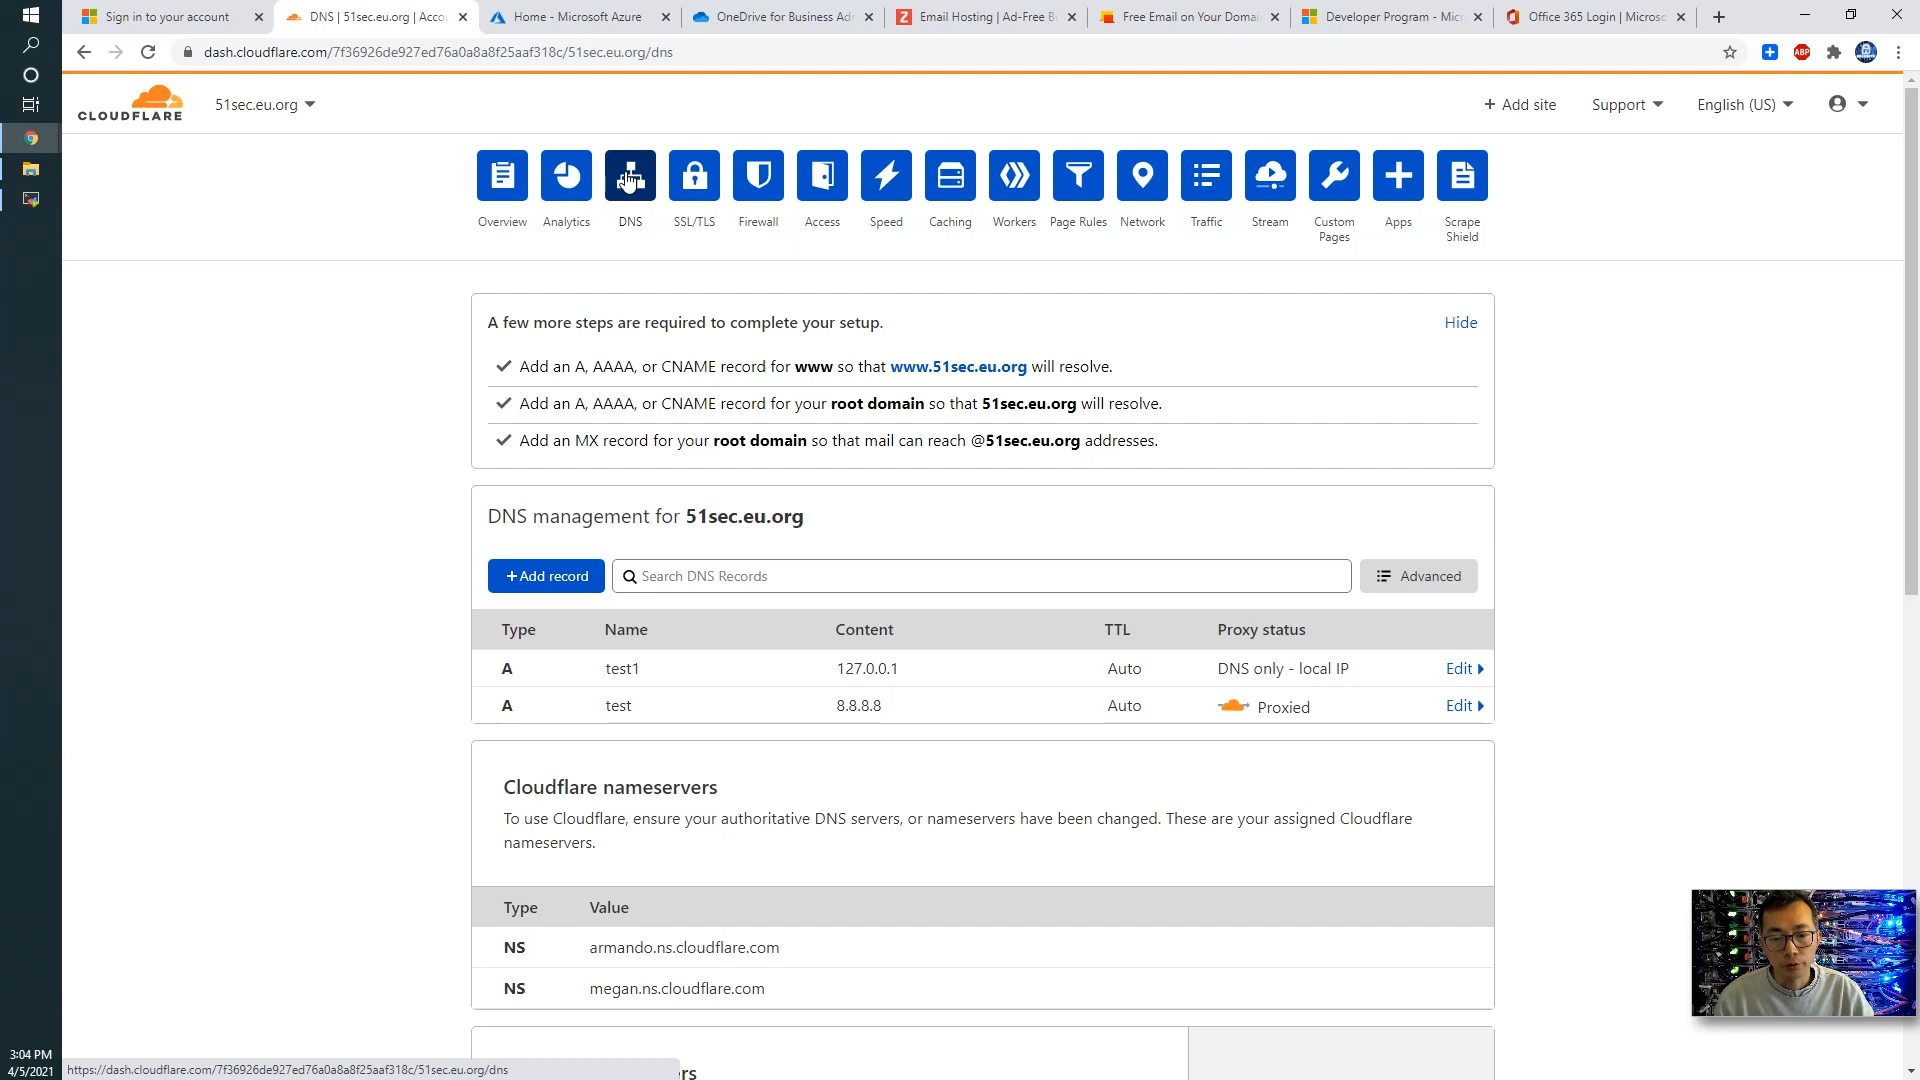 Sign in to your account
DNS | 51sec.eu.org | Accou
Home - Microsoft Azure
OneDrive for Business Adm
Email Hosting | Ad-Free B
Free Email on Your Domai
Developer Program - Micr
Office 365 Login | Microso
dash.cloudflare.com/7f36926de927ed76a0a8a8f25aaf318c/51sec.eu.org/dns
ABP
CLOUDFLARE
51sec.eu.org
+ Add site
Support
English (US)
Overview
Analytics
DNS
SSL/TLS
Firewall
Access
Speed
Caching
Workers
Page Rules
Network
Traffic
Stream
Custom Pages
Apps
Scrape Shield
A few more steps are required to complete your setup.
Hide
Add an A, AAAA, or CNAME record for www so that www.51sec.eu.org will resolve.
Add an A, AAAA, or CNAME record for your root domain so that 51sec.eu.org will resolve.
Add an MX record for your root domain so that mail can reach @51sec.eu.org addresses.
DNS management for 51sec.eu.org
+ Add record
Search DNS Records
Advanced
Type Name Content TTL Proxy status
A test1 127.0.0.1 Auto DNS only - local IP Edit
A test 8.8.8.8 Auto Proxied Edit
Cloudflare nameservers
To use Cloudflare, ensure your authoritative DNS servers, or nameservers have been changed. These are your assigned Cloudflare
nameservers.
Type Value
NS armando.ns.cloudflare.com
NS megan.ns.cloudflare.com
3:04 PM
4/5/2021
https://dash.cloudflare.com/7f36926de927ed76a0a8a8f25aaf318c/51sec.eu.org/dns
rs